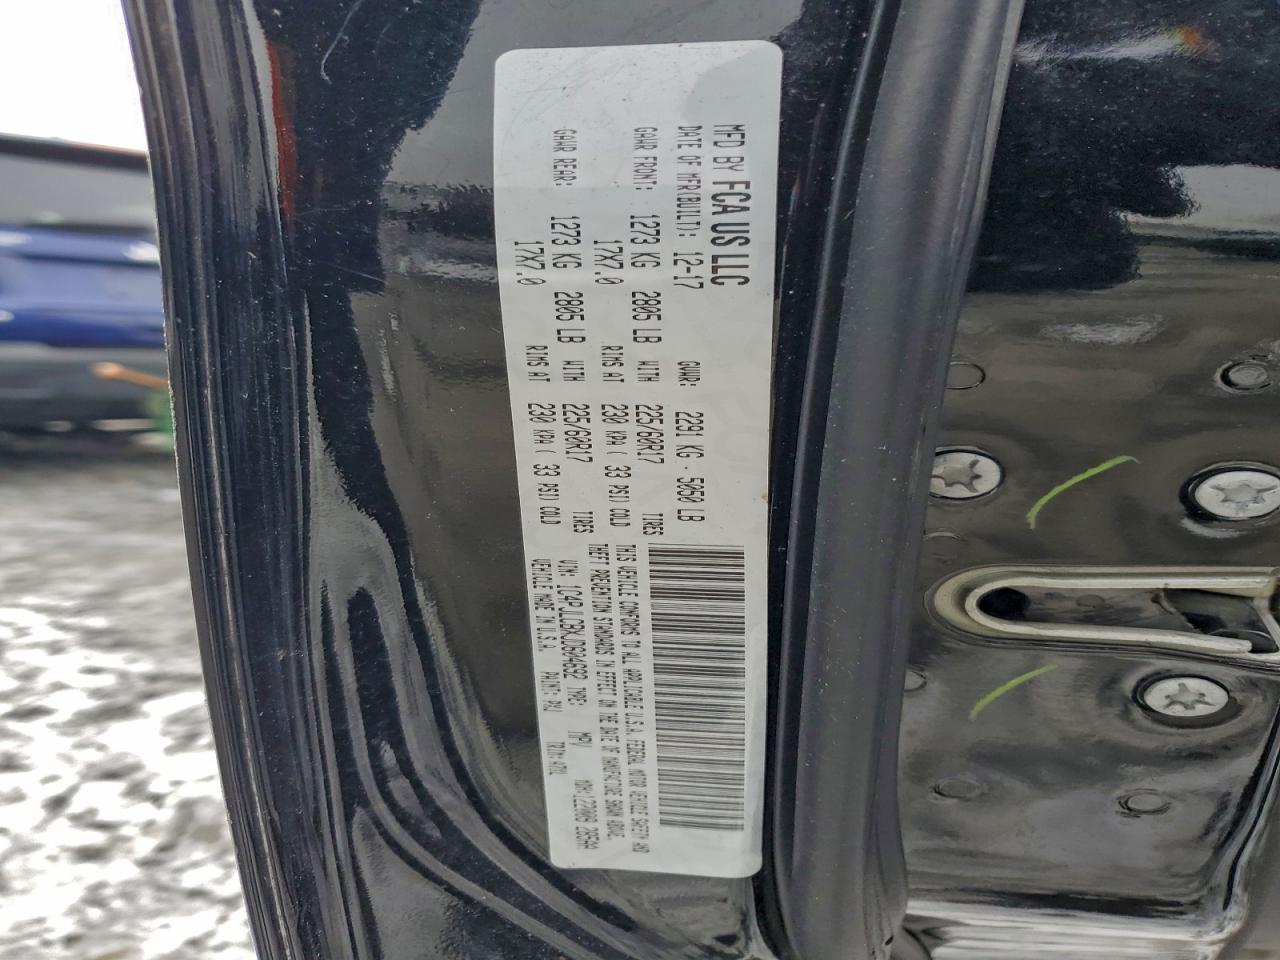 MFD BY FCA US LLC
DATE OF MFR(BUILT): 12-17 GVWR: 2291 KG - 5050 LB
GAWR FRONT: 1273 KG 2805 LB WITH 225/60R17 TIRES
17X7.0 RIMS AT 230 KPA ( 33 PSI) COLD
GAWR REAR: 1273 KG 2805 LB WITH 225/60R17 TIRES
17X7.0 RIMS AT 230 KPA ( 33 PSI) COLD
THIS VEHICLE CONFORMS TO ALL APPLICABLE U.S.A. FEDERAL MOTOR VEHICLE SAFETY AND
THEFT PREVENTION STANDARDS IN EFFECT ON THE DATE OF MANUFACTURE SHOWN ABOVE.
VIN: 1C4PJLCBXJD504692 TYPE: MPV MDH:
VEHICLE MADE IN U.S.A PAINT: TRIM: